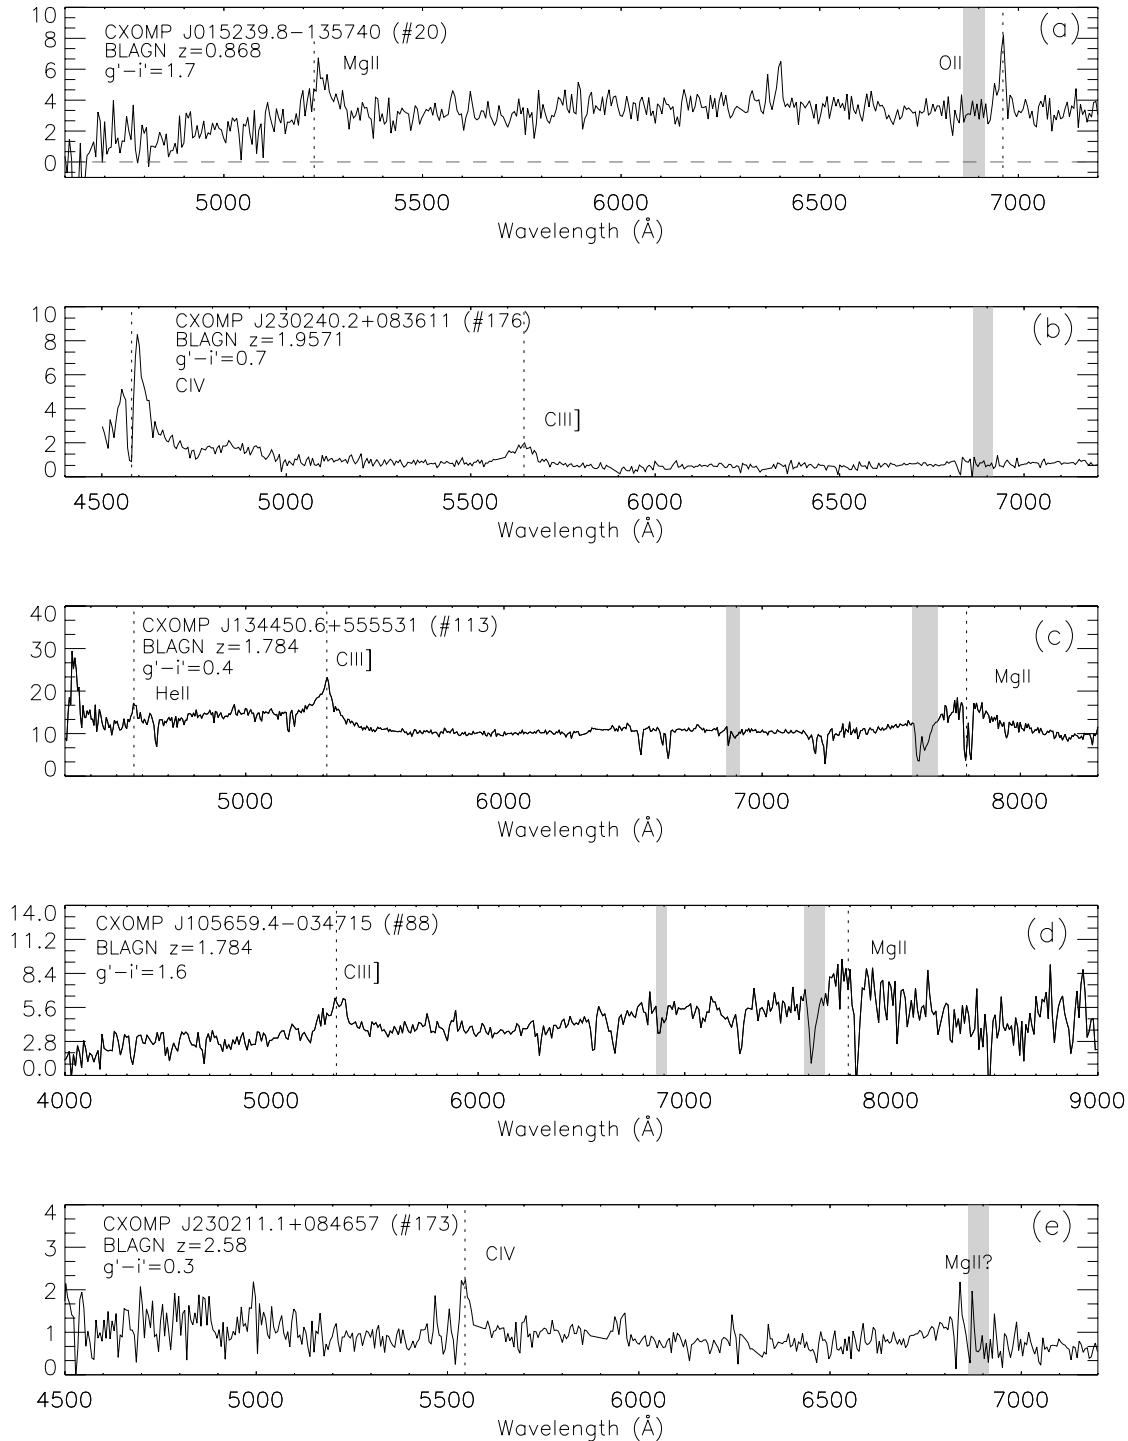 CXOMP J015239.8−135740 (#20)
BLAGN z=0.868
g'−i'=1.7
MgII
OII
(a)
10
8
6
4
2
0
5000 5500 6000 6500 7000
Wavelength (Å)
CXOMP J230240.2+083611 (#176)
BLAGN z=1.9571
g'−i'=0.7
CIV
CIII]
(b)
10
8
6
4
2
0
4500 5000 5500 6000 6500 7000
Wavelength (Å)
CXOMP J134450.6+555531 (#113)
BLAGN z=1.784
g'−i'=0.4
HeII
CIII]
MgII
(c)
40
30
20
10
0
5000 6000 7000 8000
Wavelength (Å)
CXOMP J105659.4−034715 (#88)
BLAGN z=1.784
g'−i'=1.6
CIII]
MgII
(d)
14.0
11.2
8.4
5.6
2.8
0.0
4000 5000 6000 7000 8000 9000
Wavelength (Å)
CXOMP J230211.1+084657 (#173)
BLAGN z=2.58
g'−i'=0.3
CIV
MgII?
(e)
4
3
2
1
0
4500 5000 5500 6000 6500 7000
Wavelength (Å)